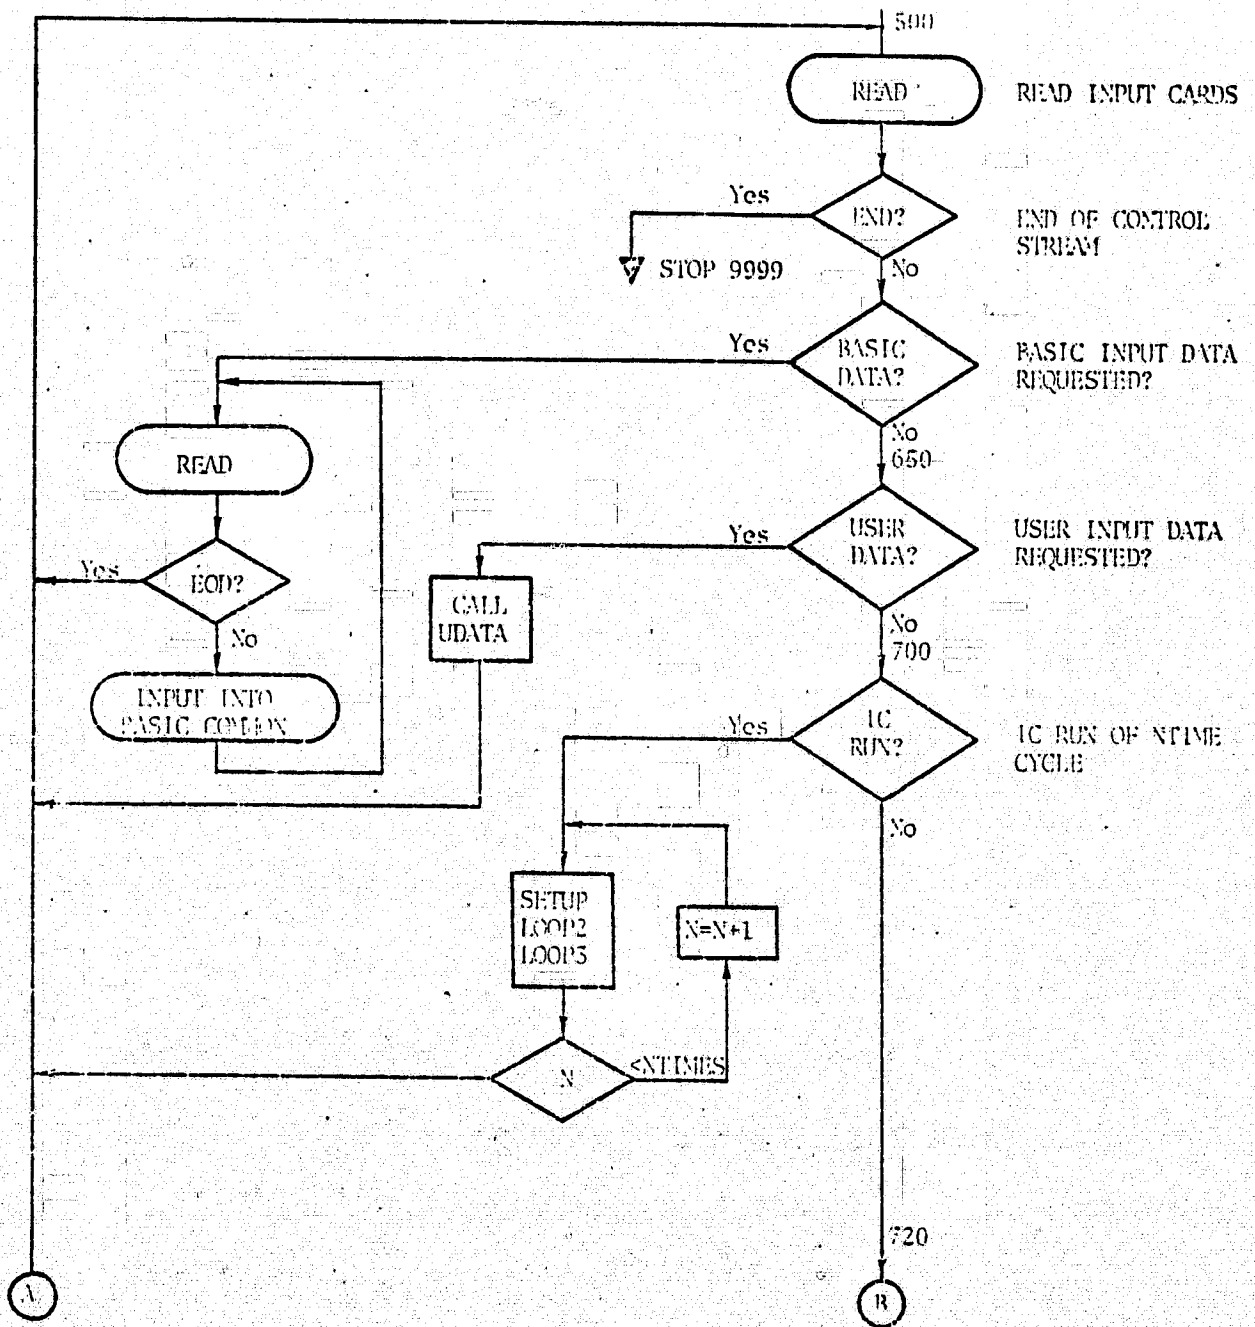 500
READ
READ INPUT CARDS
Yes
END?
END OF CONTROL
STREAM
STOP 9999
No
Yes
BASIC
DATA?
BASIC INPUT DATA
REQUESTED?
No
650
READ
Yes
USER
DATA?
USER INPUT DATA
REQUESTED?
Yes
EOD?
CALL
UDATA
No
No
700
INPUT INTO
BASIC COMMON
Yes
IC
RUN?
IC RUN OF NTIME
CYCLE
No
SETUP
LOOP2
LOOP3
N=N+1
N
<NTIMES
720
A
B